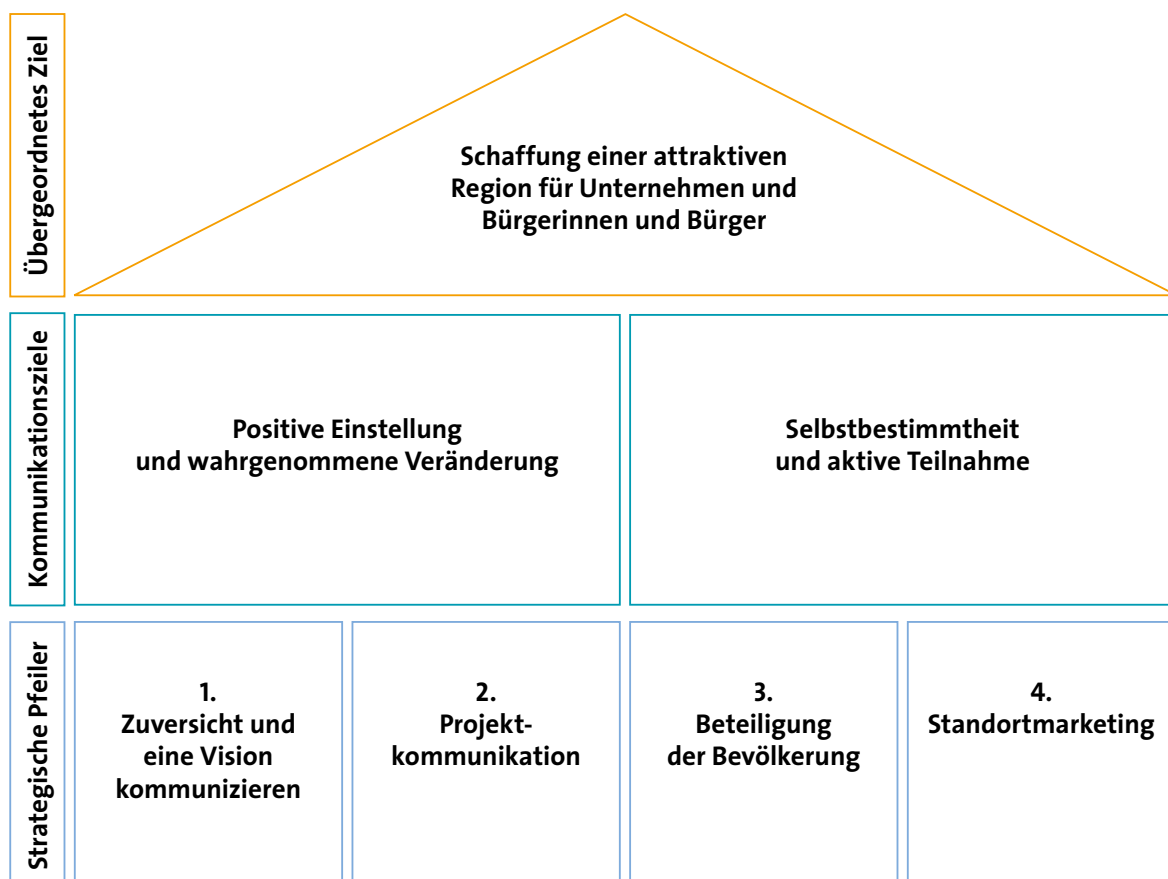 Übergeordnetes Ziel
Schaffung einer attraktiven
Region für Unternehmen und
Bürgerinnen und Bürger
Kommunikationsziele
Positive Einstellung
und wahrgenommene Veränderung
Selbstbestimmtheit
und aktive Teilnahme
Strategische Pfeiler
1.
Zuversicht und
eine Vision
kommunizieren
2.
Projekt-
kommunikation
3.
Beteiligung
der Bevölkerung
4.
Standortmarketing